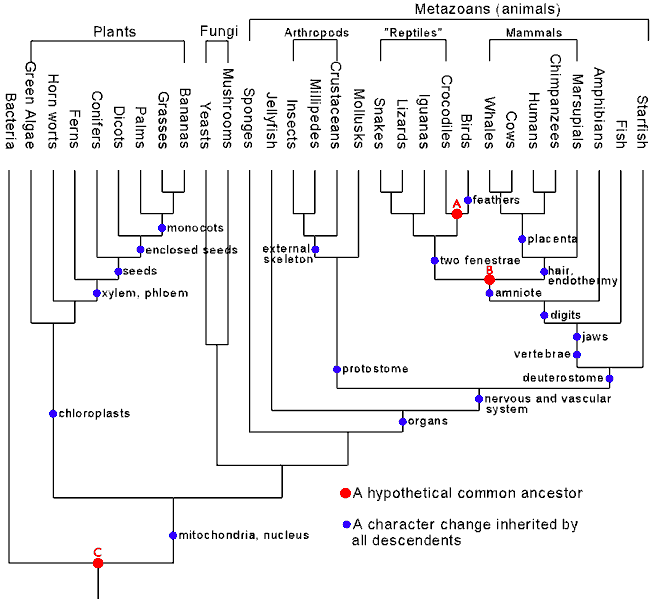 Metazoans (animals)
Plants
Fungi
Arthropods
"Reptiles"
Mammals
Bacteria
Green Algae
Horn worts
Ferns
Conifers
Dicots
Palms
Grasses
Bananas
Yeasts
Mushrooms
Sponges
Jellyfish
Insects
Millipedes
Crustaceans
Mollusks
Snakes
Lizards
Iguanas
Crocodiles
Birds
Whales
Cows
Humans
Chimpanzees
Marsupials
Amphibians
Fish
Starfish
A
feathers
monocots
placenta
enclosed seeds
external
skeleton
two fenestrae
seeds
B
hair,
endothermy
xylem, phloem
amniote
digits
jaws
vertebrae
protostome
deuterostome
chloroplasts
nervous and vascular
system
organs
A hypothetical common ancestor
A character change inherited by
all descendents
mitochondria, nucleus
C